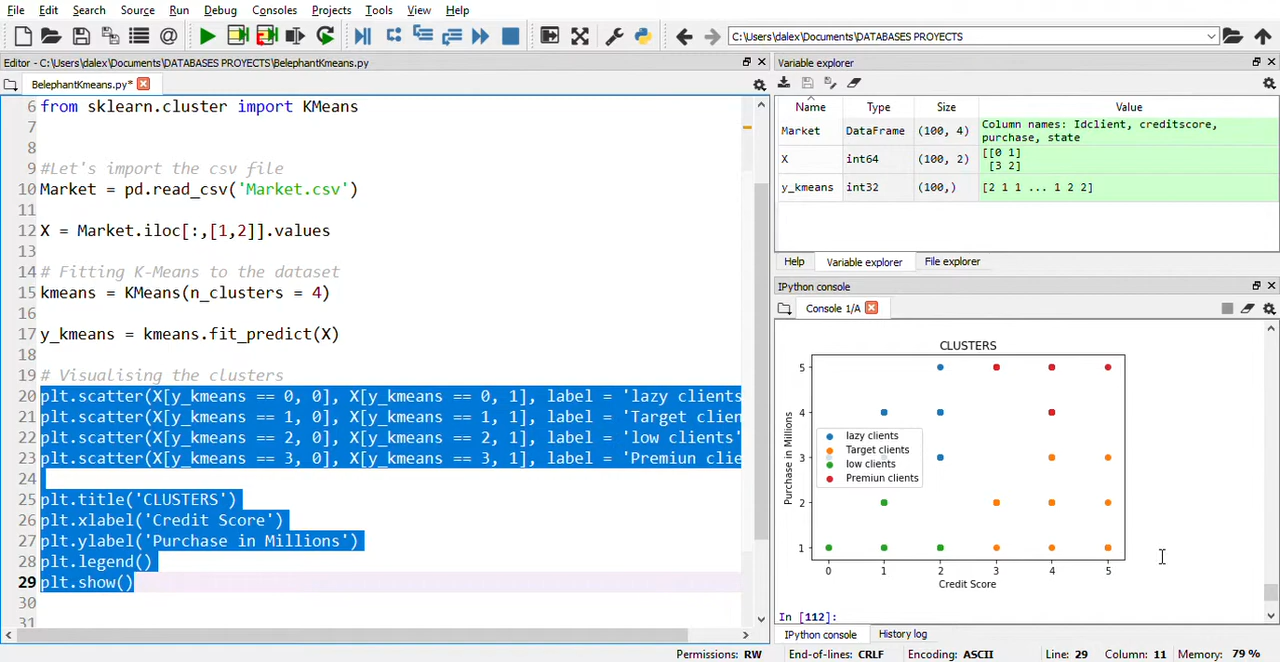 File Edit Search Source Run Debug Consoles Projects Tools View Help
C:\Users\dalex\Documents\DATABASES PROYECTS
Editor - C:\Users\dalex\Documents\DATABASES PROYECTS\BelephantKmeans.py
BelephantKmeans.py*
6 from sklearn.cluster import KMeans
7
8
9 #Let's import the csv file
10 Market = pd.read_csv('Market.csv')
11
12 X = Market.iloc[:,[1,2]].values
13
14 # Fitting K-Means to the dataset
15 kmeans = KMeans(n_clusters = 4)
16
17 y_kmeans = kmeans.fit_predict(X)
18
19 # Visualising the clusters
20 plt.scatter(X[y_kmeans == 0, 0], X[y_kmeans == 0, 1], label = 'lazy clients
21 plt.scatter(X[y_kmeans == 1, 0], X[y_kmeans == 1, 1], label = 'Target clien
22 plt.scatter(X[y_kmeans == 2, 0], X[y_kmeans == 2, 1], label = 'low clients'
23 plt.scatter(X[y_kmeans == 3, 0], X[y_kmeans == 3, 1], label = 'Premiun clie
24
25 plt.title('CLUSTERS')
26 plt.xlabel('Credit Score')
27 plt.ylabel('Purchase in Millions')
28 plt.legend()
29 plt.show()
30
31
Variable explorer
Name Type Size Value
Market DataFrame (100, 4) Column names: Idclient, creditscore,
purchase, state
X int64 (100, 2) [[0 1]
[3 2]
y_kmeans int32 (100,) [2 1 1 ... 1 2 2]
Help Variable explorer File explorer
IPython console
Console 1/A
CLUSTERS
5
4
3
2
1
Purchase in Millions
lazy clients
Target clients
low clients
Premiun clients
0 1 2 3 4 5
Credit Score
In [112]:
IPython console History log
Permissions: RW End-of-lines: CRLF Encoding: ASCII Line: 29 Column: 11 Memory: 79 %